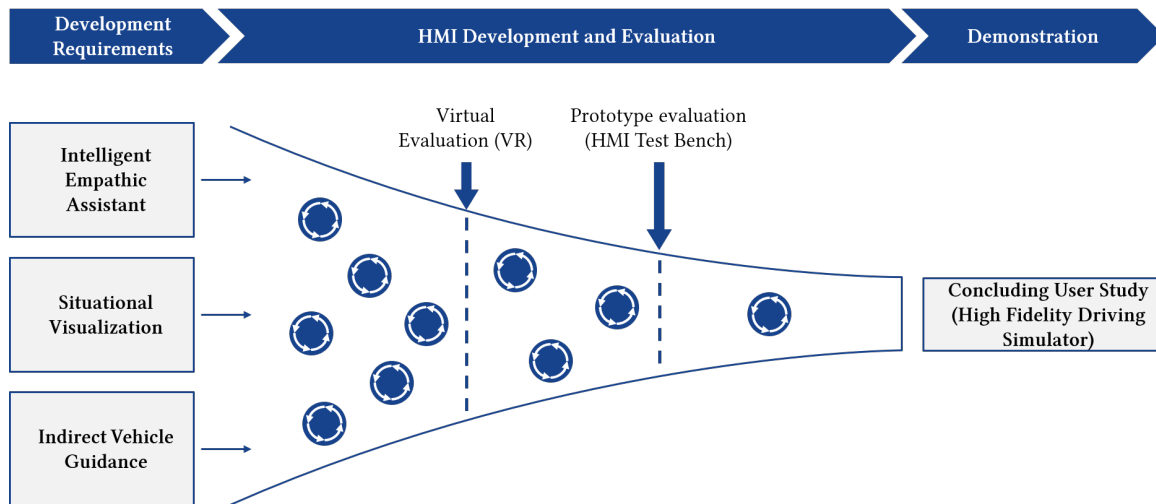 Development
Requirements
HMI Development and Evaluation
Demonstration
Virtual
Evaluation (VR)
Prototype evaluation
(HMI Test Bench)
Intelligent
Empathic
Assistant
Situational
Visualization
Indirect Vehicle
Guidance
Concluding User Study
(High Fidelity Driving
Simulator)